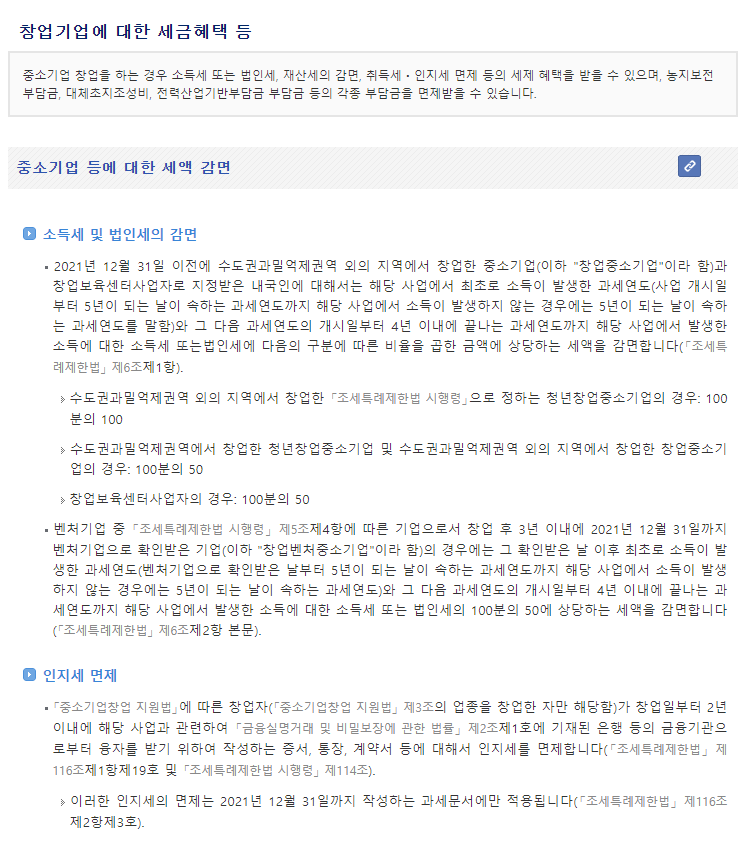 창업기업에 대한 세금혜택 등
중소기업 창업을 하는 경우 소득세 또는 법인세, 재산세의 감면, 취득세·인지세 면제 등의 세제 혜택을 받을 수 있으며, 농지보전
부담금, 대체초지조성비, 전력산업기반부담금 부담금 등의 각종 부담금을 면제받을 수 있습니다.
중소기업 등에 대한 세액 감면
소득세 및 법인세의 감면
• 2021년 12월 31일 이전에 수도권과밀억제권역 외의 지역에서 창업한 중소기업(이하 "창업중소기업"이라 함)과
창업보육센터사업자로 지정받은 내국인에 대해서는 해당 사업에서 최초로 소득이 발생한 과세연도(사업 개시일
부터 5년이 되는 날이 속하는 과세연도까지 해당 사업에서 소득이 발생하지 않는 경우에는 5년이 되는 날이 속하
는 과세연도를 말함)와 그 다음 과세연도의 개시일부터 4년 이내에 끝나는 과세연도까지 해당 사업에서 발생한
소득에 대한 소득세 또는법인세에 다음의 구분에 따른 비율을 곱한 금액에 상당하는 세액을 감면합니다(「조세특
례제한법」 제6조제1항).
수도권과밀억제권역 외의 지역에서 창업한 「조세특례제한법 시행령」으로 정하는 청년창업중소기업의 경우: 100
분의 100
수도권과밀억제권역에서 창업한 청년창업중소기업 및 수도권과밀억제권역 외의 지역에서 창업한 창업중소기
업의 경우: 100분의 50
창업보육센터사업자의 경우: 100분의 50
• 벤처기업 중 「조세특례제한법 시행령」 제5조제4항에 따른 기업으로서 창업 후 3년 이내에 2021년 12월 31일까지
벤처기업으로 확인받은 기업(이하 "창업벤처중소기업"이라 함)의 경우에는 그 확인받은 날 이후 최초로 소득이 발
생한 과세연도(벤처기업으로 확인받은 날부터 5년이 되는 날이 속하는 과세연도까지 해당 사업에서 소득이 발생
하지 않는 경우에는 5년이 되는 날이 속하는 과세연도)와 그 다음 과세연도의 개시일부터 4년 이내에 끝나는 과
세연도까지 해당 사업에서 발생한 소득에 대한 소득세 또는 법인세의 100분의 50에 상당하는 세액을 감면합니다
(「조세특례제한법」 제6조제2항 본문).
인지세 면제
• 「중소기업창업 지원법」에 따른 창업자(「중소기업창업 지원법」 제3조의 업종을 창업한 자만 해당함)가 창업일부터 2년
이내에 해당 사업과 관련하여 「금융실명거래 및 비밀보장에 관한 법률」 제2조제1호에 기재된 은행 등의 금융기관으
로부터 융자를 받기 위하여 작성하는 증서, 통장, 계약서 등에 대해서 인지세를 면제합니다(「조세특례제한법」 제
116조제1항제19호 및 「조세특례제한법 시행령」제114조).
이러한 인지세의 면제는 2021년 12월 31일까지 작성하는 과세문서에만 적용됩니다(「조세특례제한법」 제116조
제2항제3호).